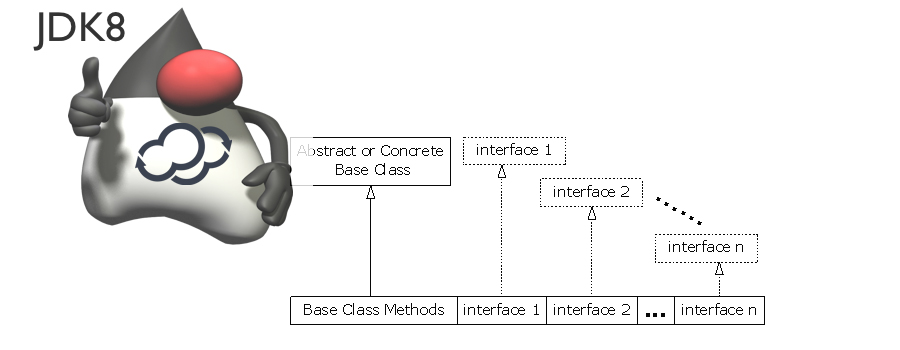 JDK8
Abstract or Concrete
Base Class
interface 1
interface 2
interface n
Base Class Methods
interface 1
interface 2
...
interface n